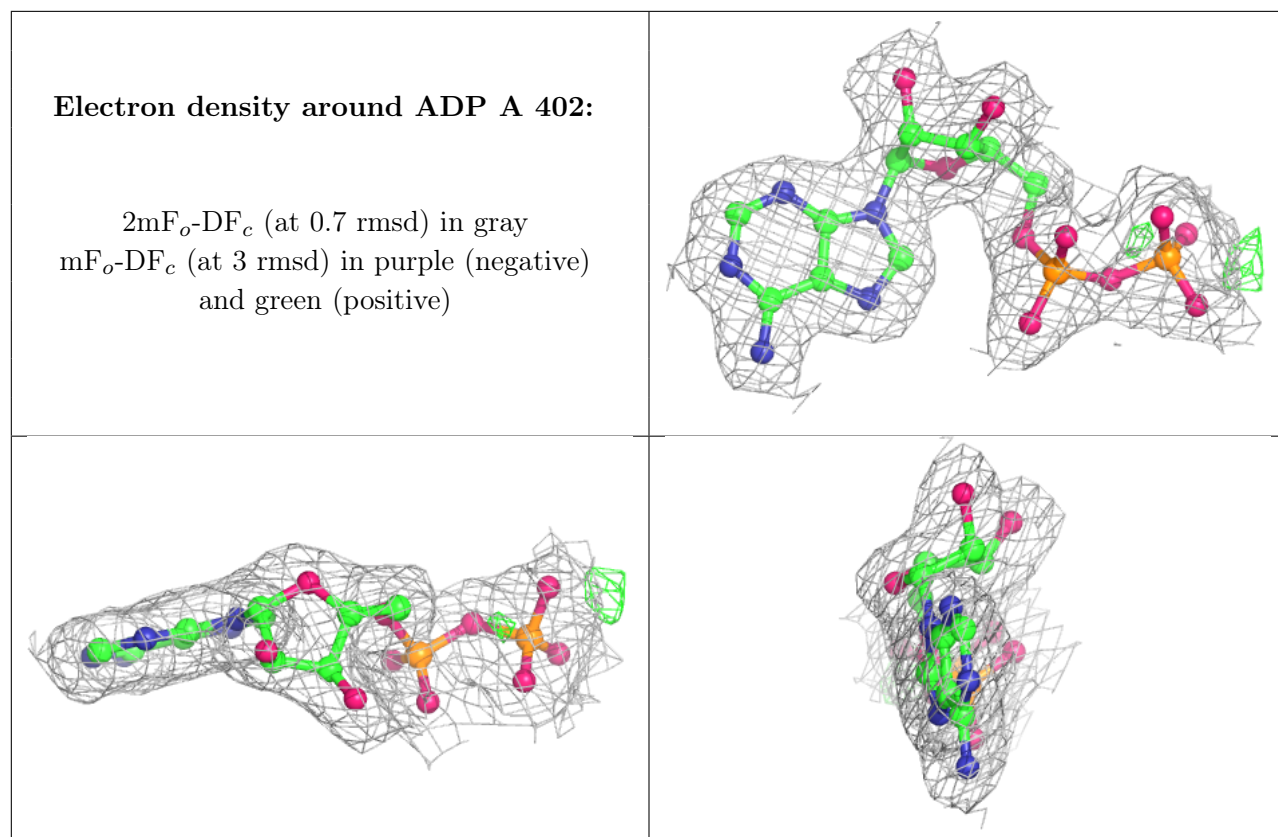 Electron density around ADP A 402:
2mFo-DFc (at 0.7 rmsd) in gray
mFo-DFc (at 3 rmsd) in purple (negative)
and green (positive)